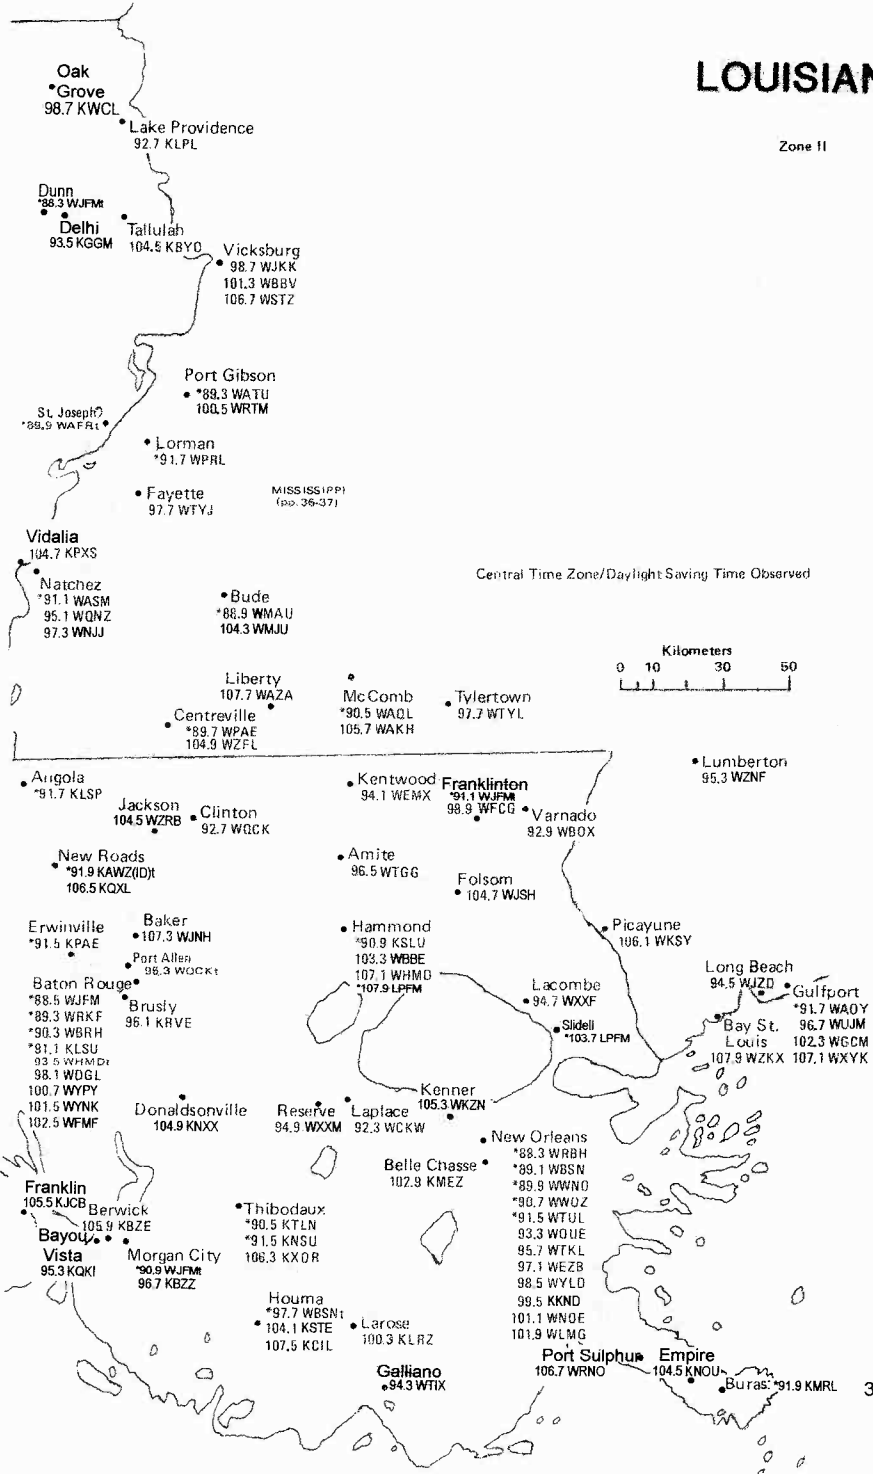 LOUISIAN
Zone II
Oak
Grove
98.7 KWCL
Lake Providence
92.7 KLPL
Dunn
*88.3 WJFMt
Delhi
93.5 KGGM
Tallulah
104.5 KBYO
Vicksburg
98.7 WJKK
101.3 WBBV
106.7 WSTZ
Port Gibson
*89.3 WATU
100.5 WRTM
St. Joseph?
*89.9 WAFRt
Lorman
*91.7 WPRL
Fayette
97.7 WTYJ
MISSISSIPPI
(pp. 36-37)
Vidalia
104.7 KPXS
Natchez
*91.1 WASM
95.1 WQNZ
97.3 WNJJ
Central Time Zone/Daylight Saving Time Observed
Bude
*88.9 WMAU
104.3 WMJU
Kilometers
0 10 30 50
Liberty
107.7 WAZA
McComb
*90.5 WAQL
105.7 WAKH
Tylertown
97.7 WTYL
Centreville
*89.7 WPAE
104.9 WZFL
Lumberton
95.3 WZNF
Angola
*91.7 KLSP
Jackson
104.5 WZRB
Clinton
92.7 WQCK
Kentwood
94.1 WEMX
Franklinton
*91.1 WJFMt
98.9 WFCG
Varnado
92.9 WBOX
New Roads
*91.9 KAWZ(ID)t
106.5 KQXL
Amite
96.5 WTGG
Folsom
104.7 WJSH
Erwinville
*91.5 KPAE
Baker
107.3 WJNH
Port Allen
96.3 WQCKt
Hammond
*90.9 KSLU
103.3 WBBE
107.1 WHMD
*107.9 LPFM
Picayune
106.1 WKSY
Baton Rouge
*88.5 WJFM
*89.3 WRKF
*90.3 WBRH
*91.1 KLSU
93.5 WHMDt
98.1 WDGL
100.7 WYPY
101.5 WYNK
102.5 WFMF
Brusly
96.1 KRVE
Lacombe
94.7 WXXF
Slidell
*103.7 LPFM
Long Beach
94.5 WJZD
Gulfport
*91.7 WAOY
96.7 WUJM
102.3 WGCM
107.1 WXYK
Bay St.
Louis
107.9 WZKX
Donaldsonville
104.9 KNXX
Reserve
94.9 WXXM
Laplace
92.3 WCKW
Kenner
105.3 WKZN
New Orleans
*88.3 WRBH
*89.1 WBSN
*89.9 WWNO
*90.7 WWOZ
*91.5 WTUL
93.3 WQUE
95.7 WTKL
97.1 WEZB
98.5 WYLD
99.5 KKND
101.1 WNOE
101.9 WLMG
Belle Chasse
102.9 KMEZ
Franklin
105.5 KJCB
Berwick
105.9 KBZE
Bayou
Vista
95.3 KQKI
Morgan City
*90.9 WJFMt
96.7 KBZZ
Thibodaux
*90.5 KTLN
*91.5 KNSU
106.3 KXOR
Houma
*97.7 WBSNt
104.1 KSTE
107.5 KCIL
Larose
100.3 KLRZ
Galliano
94.3 WTIX
Port Sulphur
106.7 WRNO
Empire
104.5 KNOU
Buras: *91.9 KMRL
3